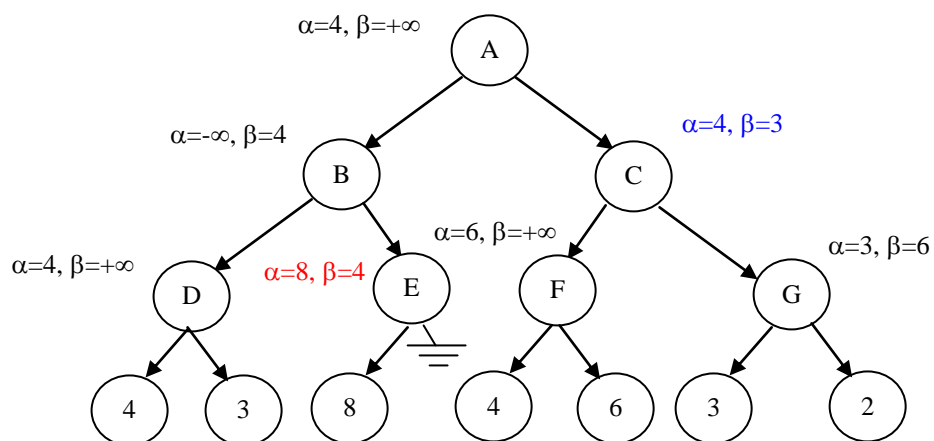 α=4, β=+∞
A
α=-∞, β=4
α=4, β=3
B
C
α=4, β=+∞
α=8, β=4
α=6, β=+∞
α=3, β=6
D
E
F
G
4
3
8
4
6
3
2